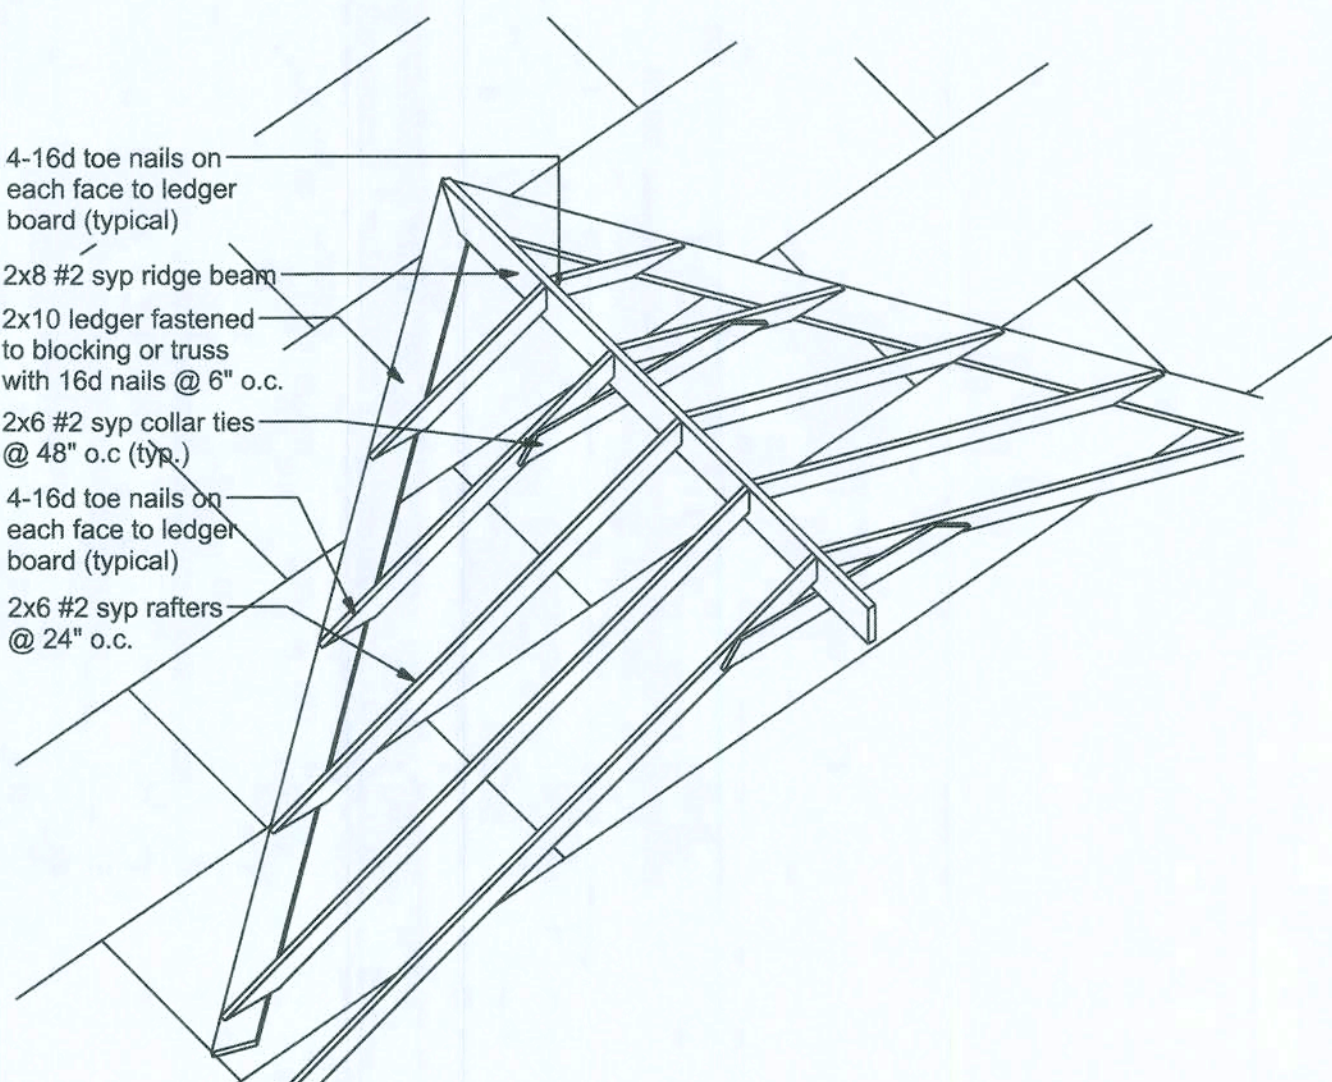 4-16d toe nails on
each face to ledger
board (typical)
2x8 #2 syp ridge beam
2x10 ledger fastened
to blocking or truss
with 16d nails @ 6" o.c.
2x6 #2 syp collar ties
@ 48" o.c (typ.)
4-16d toe nails on
each face to ledger
board (typical)
2x6 #2 syp rafters
@ 24" o.c.